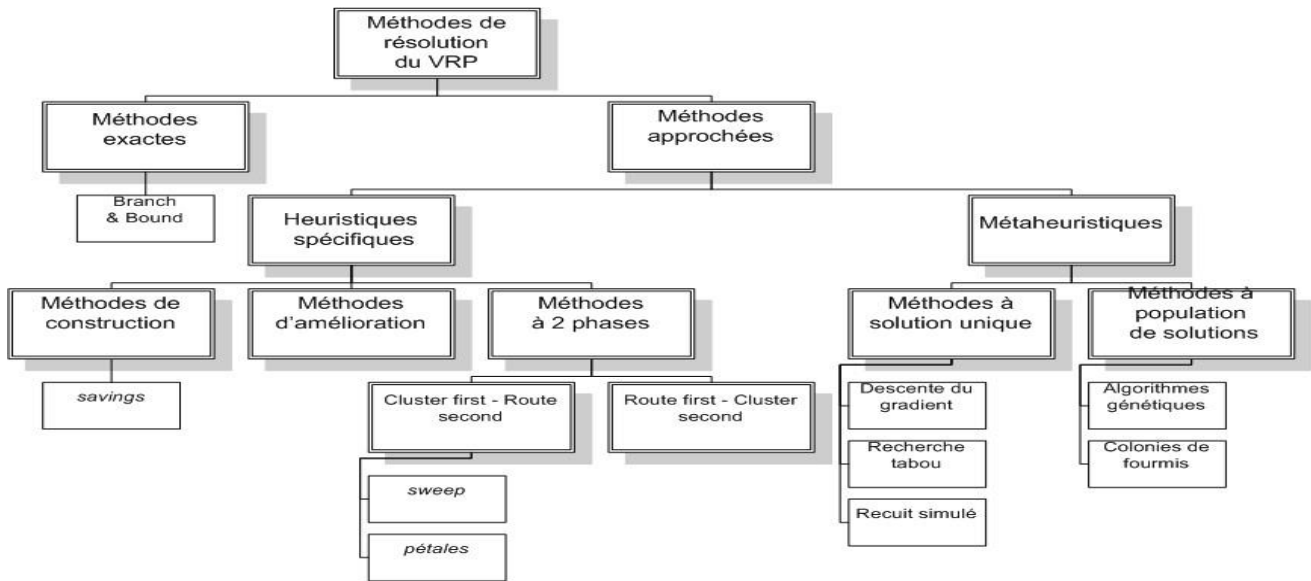 Méthodes de
résolution
du VRP
Méthodes
exactes
Méthodes
approchées
Branch
& Bound
Heuristiques
spécifiques
Métaheuristiques
Méthodes de
construction
Méthodes
d'amélioration
Méthodes
à 2 phases
Méthodes à
solution unique
Méthodes à
population
de solutions
savings
Cluster first - Route
second
Route first - Cluster
second
Descente du
gradient
Algorithmes
génétiques
Recherche
tabou
Colonies de
fourmis
sweep
Recuit simulé
pétales